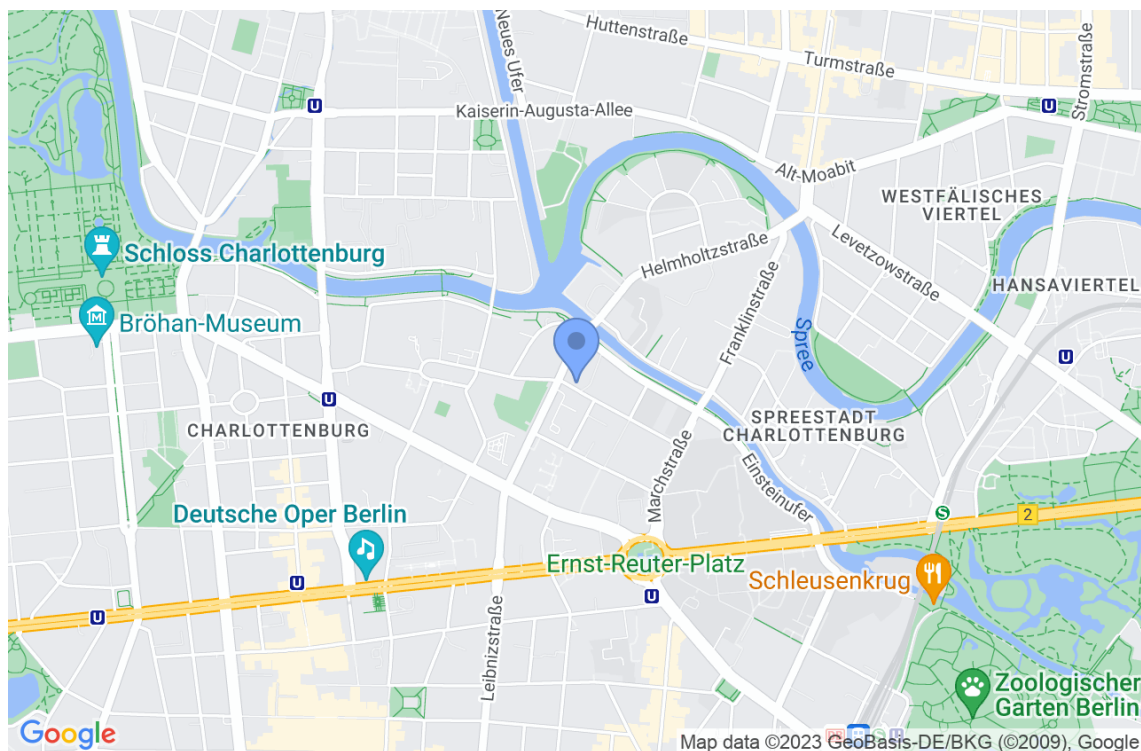 Neues Ufer
Huttenstraße
Turmstraße
Stromstraße
U
Kaiserin-Augusta-Allee
U
Alt-Moabit
WESTFÄLISCHES
VIERTEL
Levetzowstraße
Schloss Charlottenburg
Helmholtzstraße
HANSAVIERTEL
M
Bröhan-Museum
Franklinstraße
Spree
U
U
CHARLOTTENBURG
SPREESTADT
CHARLOTTENBURG
Marchstraße
Einsteinufer
Deutsche Oper Berlin
S
2
Ernst-Reuter-Platz
Schleusenkrug
U
U
U
Leibnizstraße
Zoologischer
Garten Berlin
Google
Map data ©2023 GeoBasis-DE/BKG (©2009), Google